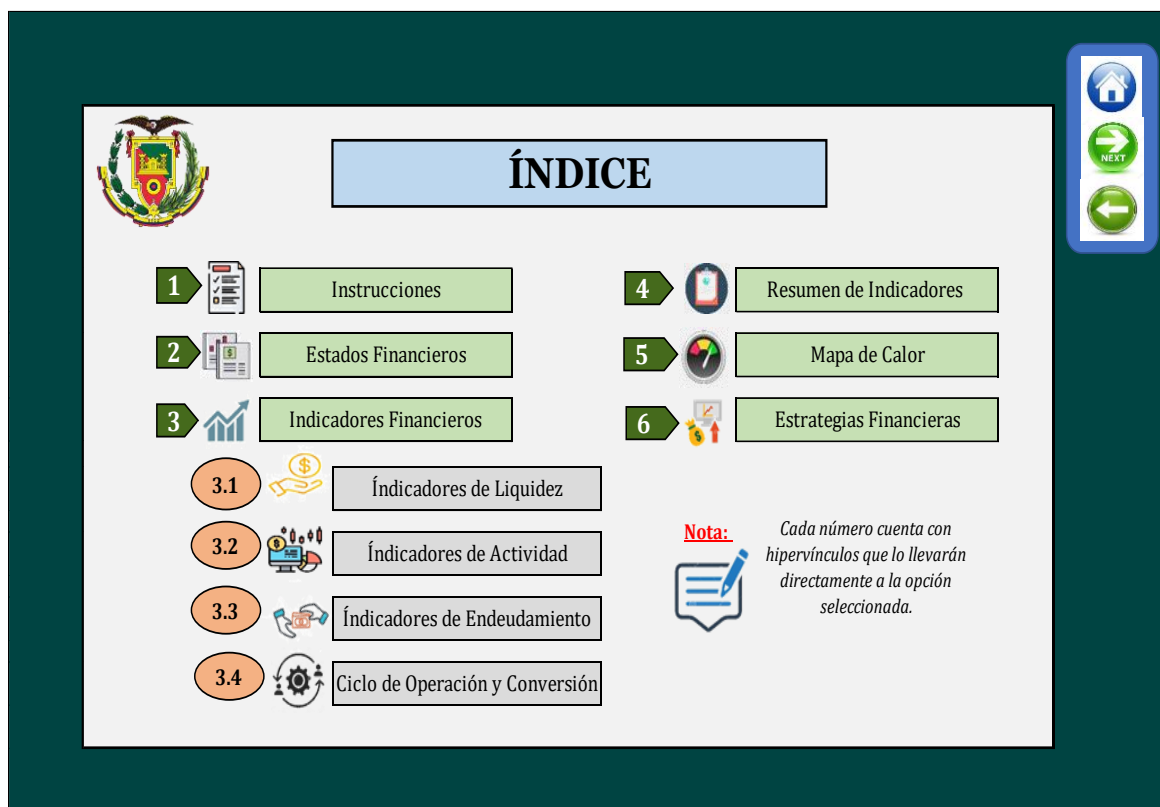 ÍNDICE
NEXT
1
Instrucciones
2
Estados Financieros
3
Indicadores Financieros
3.1
Índicadores de Liquidez
3.2
Índicadores de Actividad
3.3
Índicadores de Endeudamiento
3.4
Ciclo de Operación y Conversión
4
Resumen de Indicadores
5
Mapa de Calor
6
Estrategias Financieras
Nota:
Cada número cuenta con
hipervínculos que lo llevarán
directamente a la opción
seleccionada.